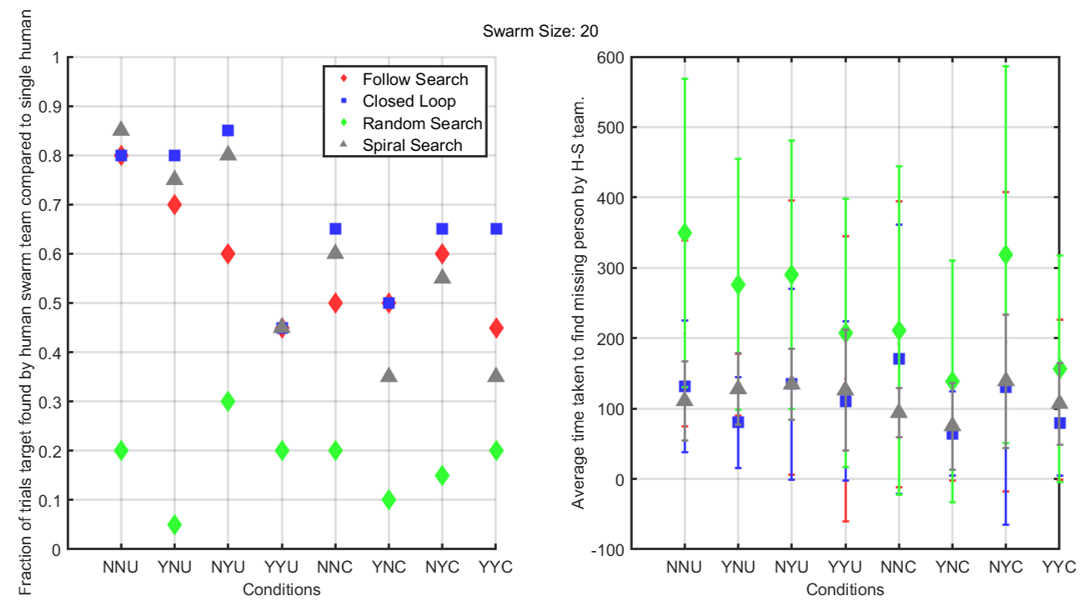 Swarm Size: 20
Fraction of trials target found by human swarm team compared to single human
1
0.9
0.8
0.7
0.6
0.5
0.4
0.3
0.2
0.1
0
Follow Search
Closed Loop
Random Search
Spiral Search
NNU YNU NYU YYU NNC YNC NYC YYC
Conditions
Average time taken to find missing person by H-S team.
600
500
400
300
200
100
0
-100
NNU YNU NYU YYU NNC YNC NYC YYC
Conditions